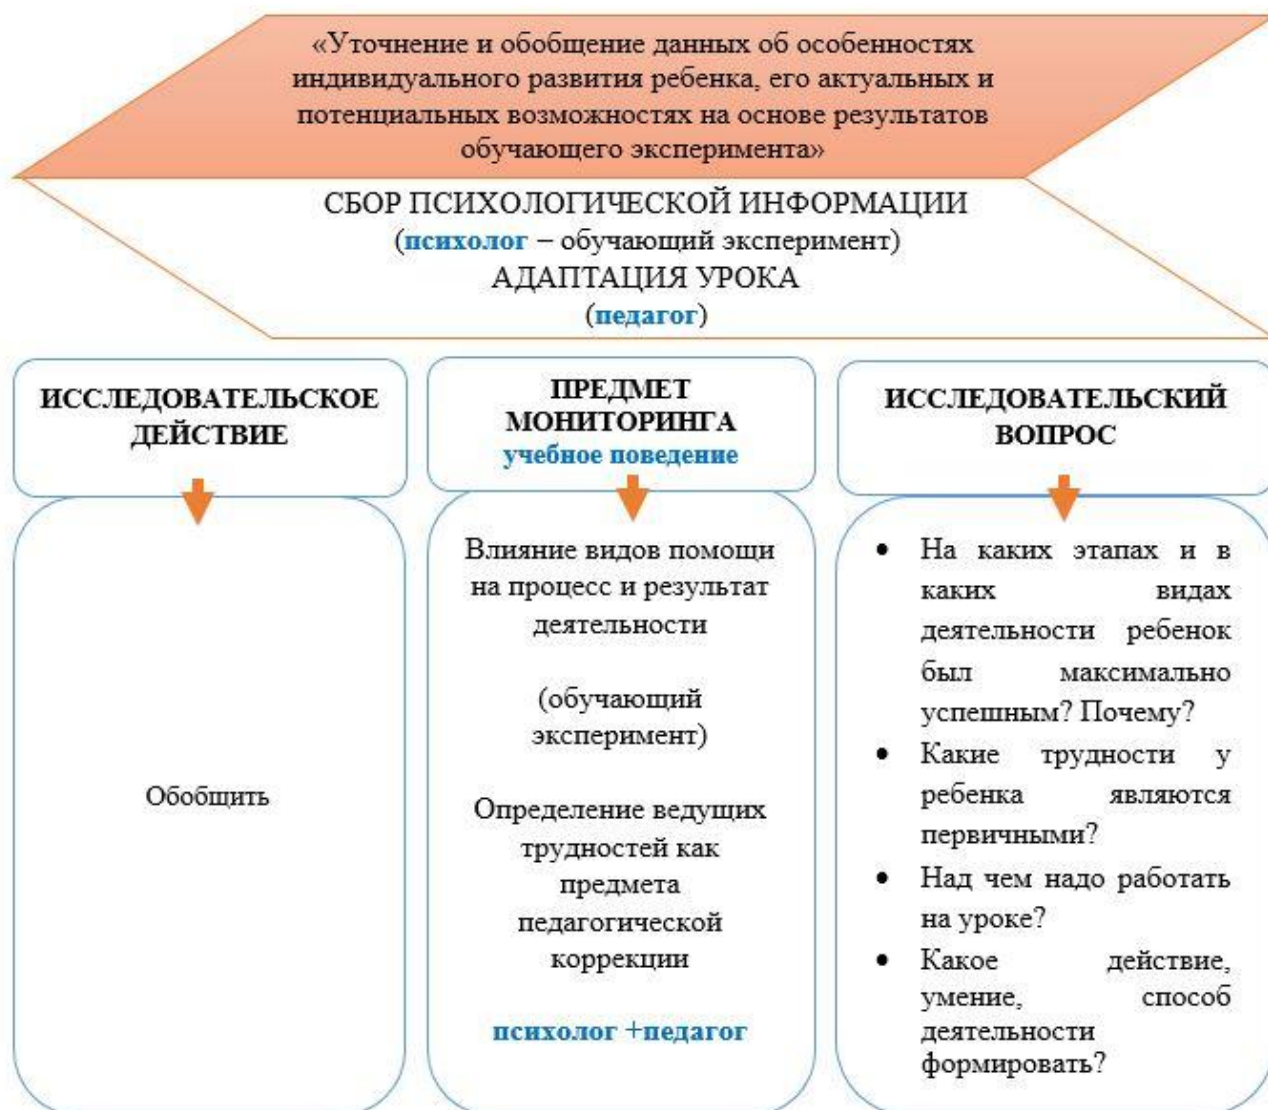 «Уточнение и обобщение данных об особенностях
индивидуального развития ребенка, его актуальных и
потенциальных возможностях на основе результатов
обучающего эксперимента»
СБОР ПСИХОЛОГИЧЕСКОЙ ИНФОРМАЦИИ
(психолог – обучающий эксперимент)
АДАПТАЦИЯ УРОКА
(педагог)
ИССЛЕДОВАТЕЛЬСКОЕ
ДЕЙСТВИЕ
Обобщить
ПРЕДМЕТ
МОНИТОРИНГА
учебное поведение
Влияние видов помощи
на процесс и результат
деятельности
(обучающий
эксперимент)
Определение ведущих
трудностей как
предмета
педагогической
коррекции
психолог +педагог
ИССЛЕДОВАТЕЛЬСКИЙ
ВОПРОС
• На каких этапах и в
каких видах
деятельности ребенок
был максимально
успешным? Почему?
• Какие трудности у
ребенка являются
первичными?
• Над чем надо работать
на уроке?
• Какое действие,
умение, способ
деятельности
формировать?